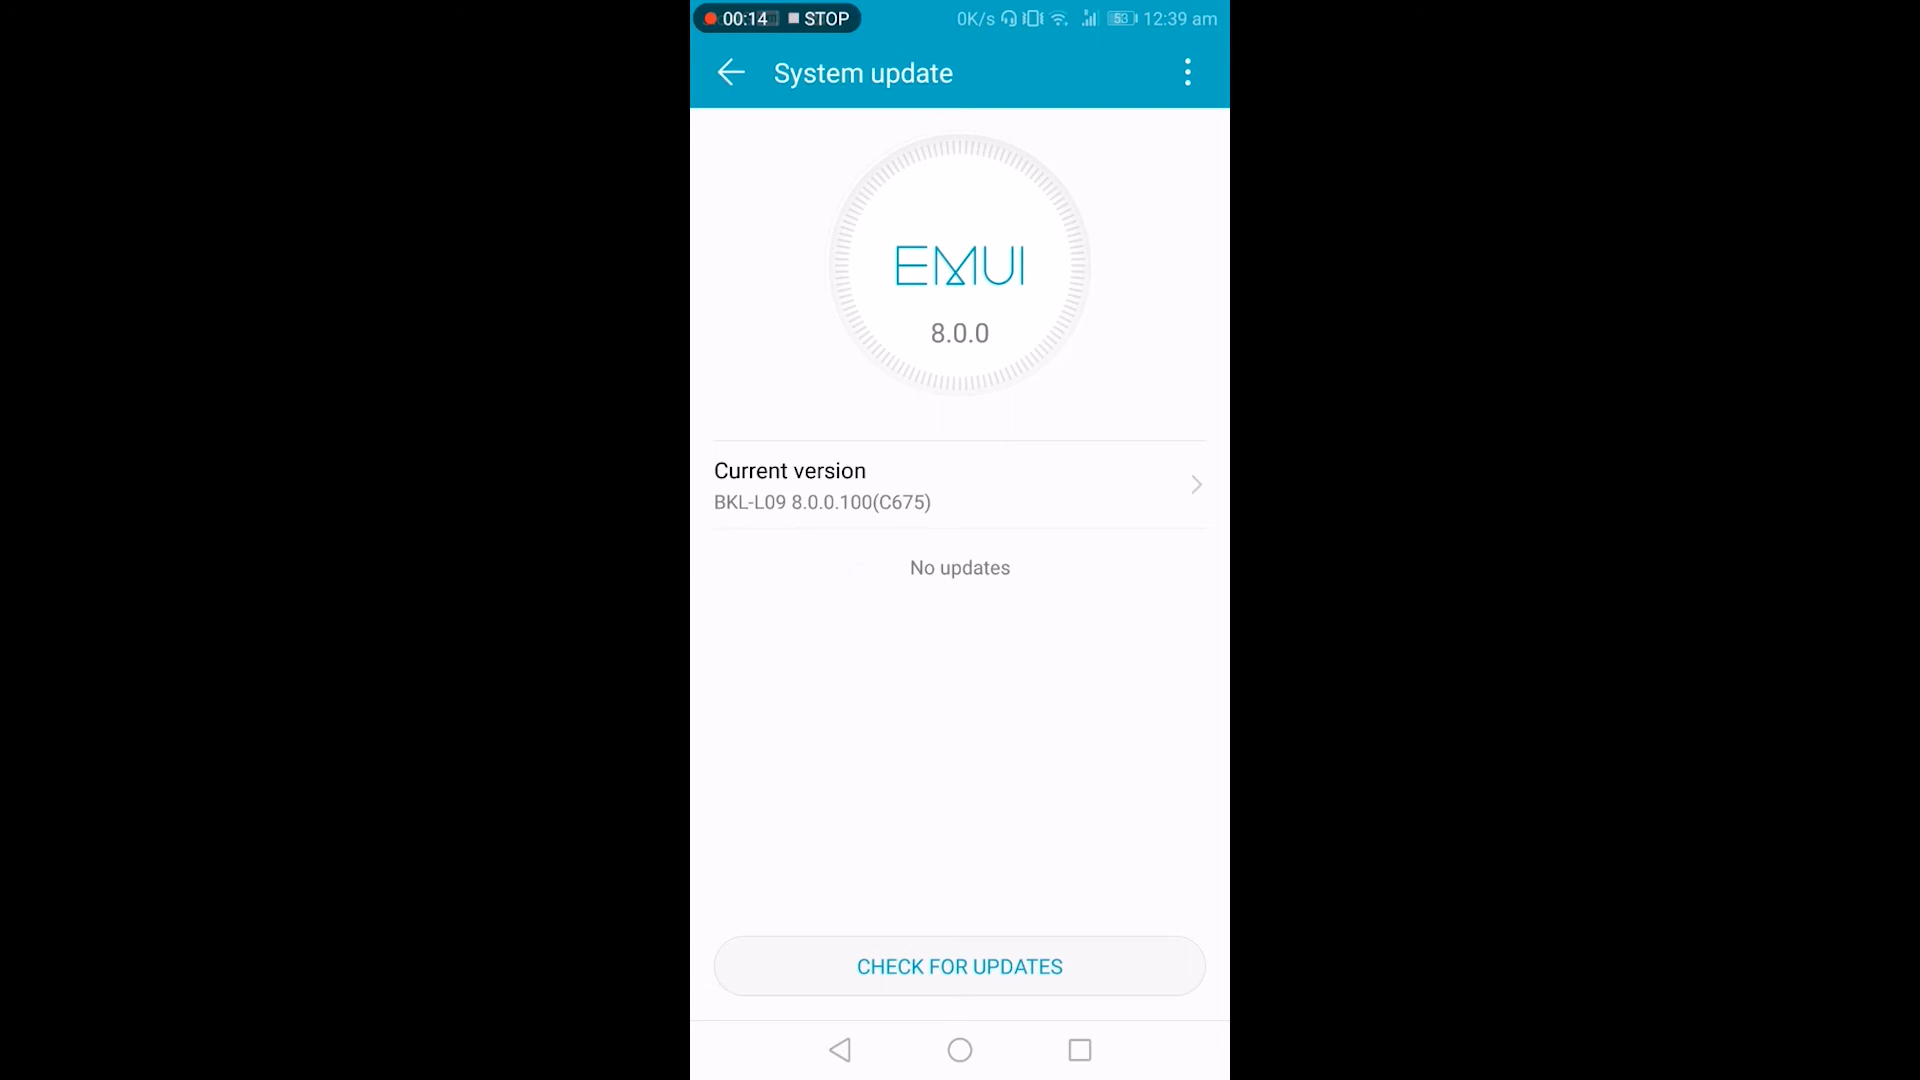 00:14 STOP 0K/s 53 12:39 am
System update
EMUI
8.0.0
Current version
BKL-L09 8.0.0.100(C675)
No updates
CHECK FOR UPDATES